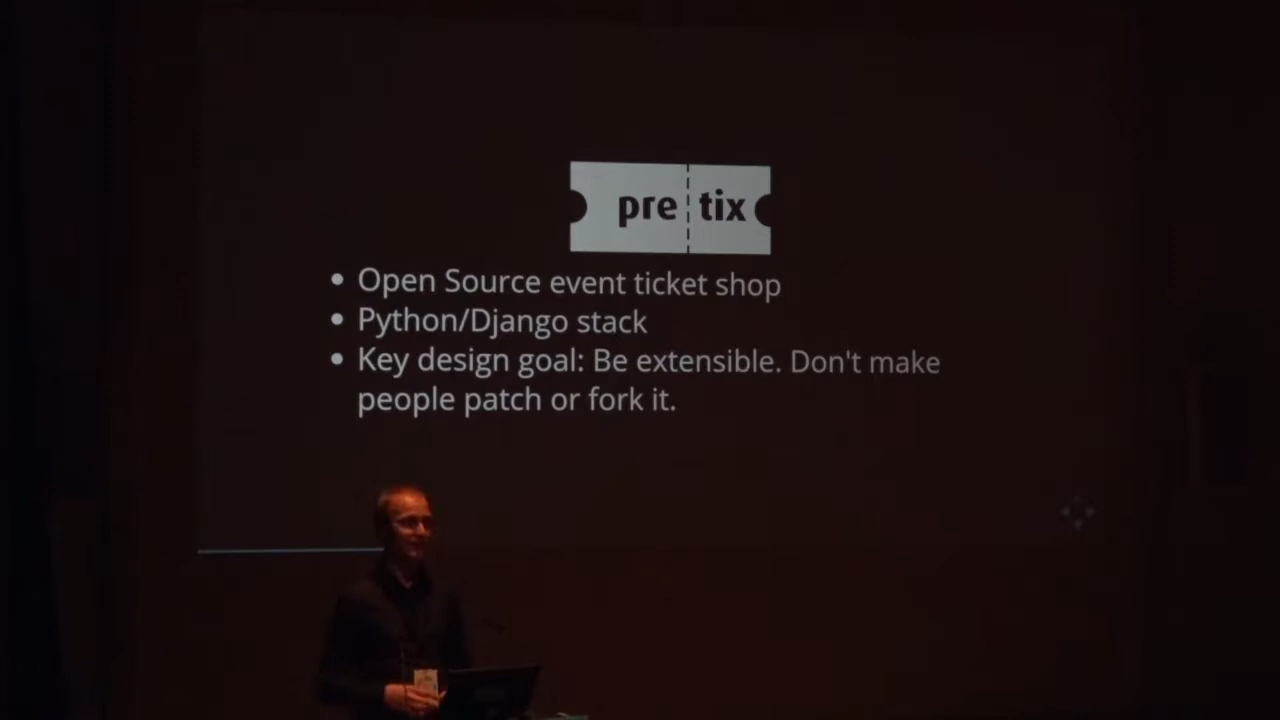 pre tix
• Open Source event ticket shop
• Python/Django stack
• Key design goal: Be extensible. Don't make
people patch or fork it.